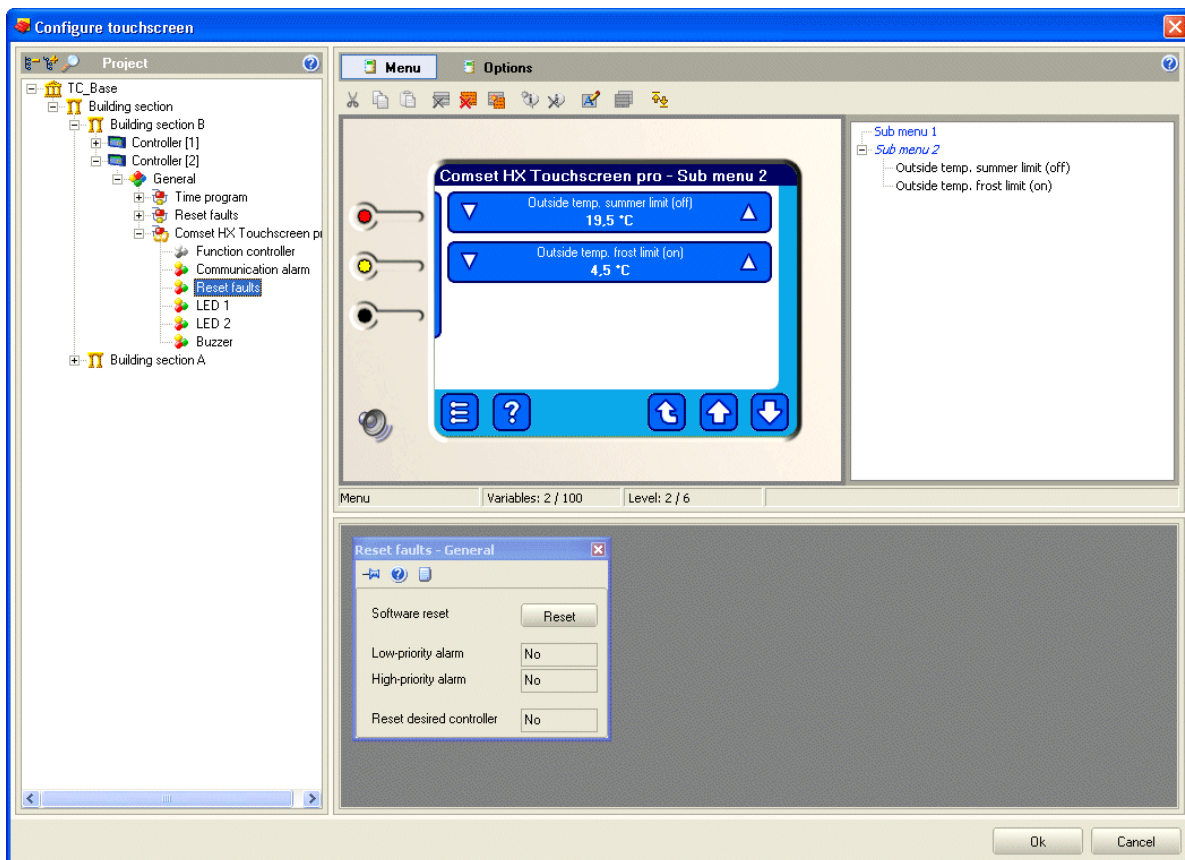 Configure touchscreen
Project
TC_Base
Building section
Building section B
Controller [1]
Controller [2]
General
Time program
Reset faults
Comset HX Touchscreen pr
Function controller
Communication alarm
Reset faults
LED 1
LED 2
Buzzer
Building section A
Menu Options
Comset HX Touchscreen pro - Sub menu 2
Outside temp. summer limit (off)
19,5 °C
Outside temp. frost limit (on)
4,5 °C
Sub menu 1
Sub menu 2
Outside temp. summer limit (off)
Outside temp. frost limit (on)
Menu Variables: 2 / 100 Level: 2 / 6
Reset faults - General
Software reset Reset
Low-priority alarm No
High-priority alarm No
Reset desired controller No
Ok Cancel